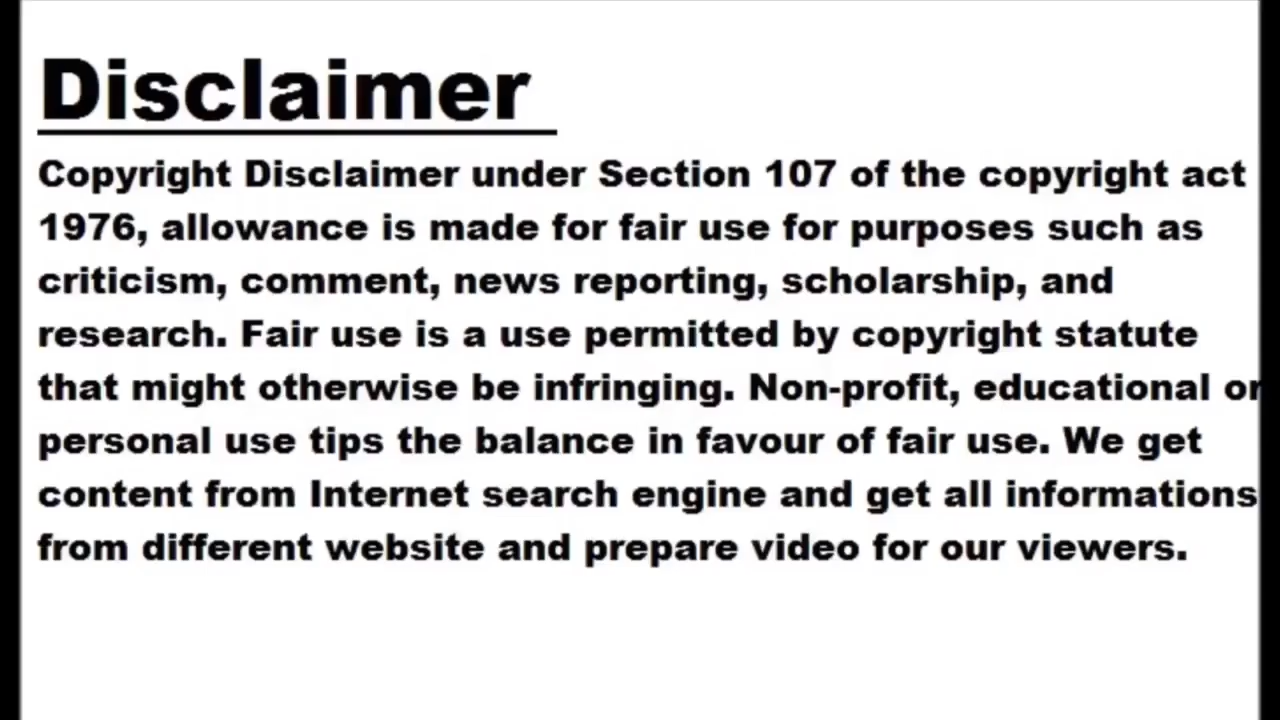 Disclaimer
Copyright Disclaimer under Section 107 of the copyright act
1976, allowance is made for fair use for purposes such as
criticism, comment, news reporting, scholarship, and
research. Fair use is a use permitted by copyright statute
that might otherwise be infringing. Non-profit, educational or
personal use tips the balance in favour of fair use. We get
content from Internet search engine and get all informations
from different website and prepare video for our viewers.